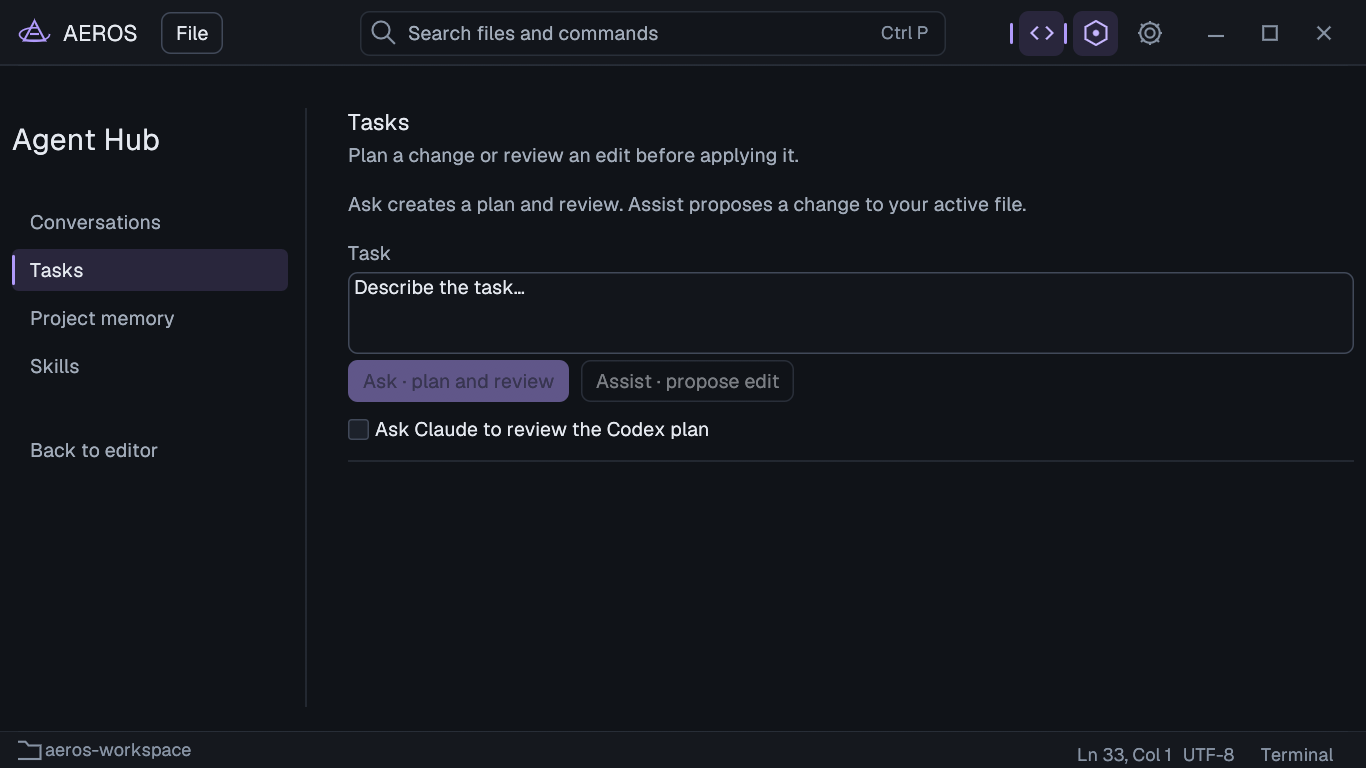 AEROS File Search files and commands Ctrl P
Agent Hub
Conversations
Tasks
Project memory
Skills
Back to editor
Tasks
Plan a change or review an edit before applying it.
Ask creates a plan and review. Assist proposes a change to your active file.
Task
Describe the task…
Ask · plan and review Assist · propose edit
Ask Claude to review the Codex plan
aeros-workspace Ln 33, Col 1 UTF-8 Terminal